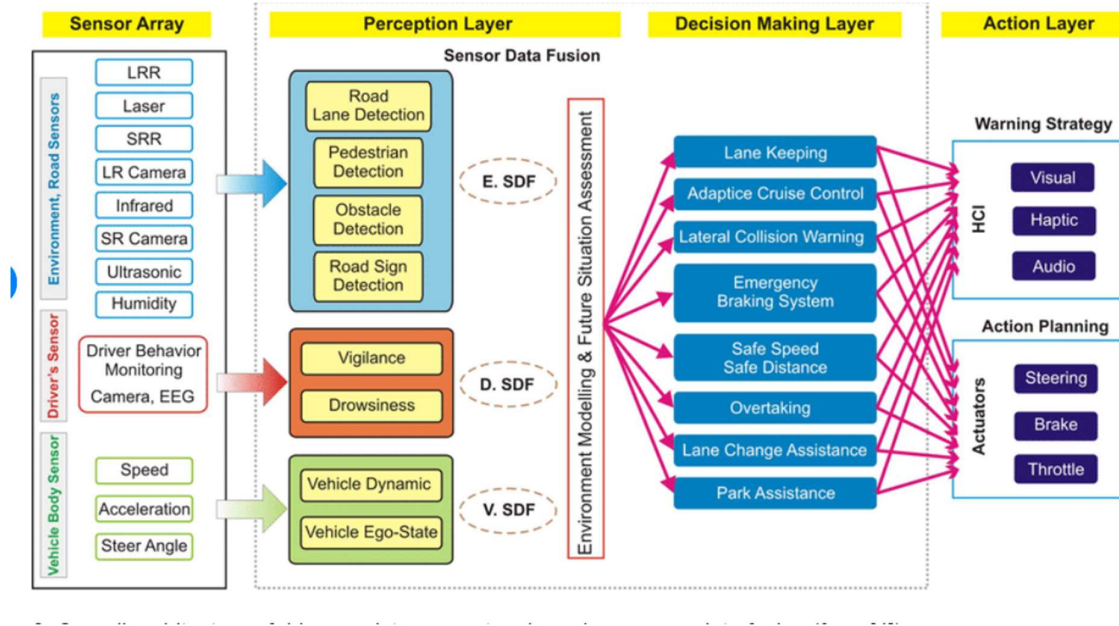 Sensor Array
Perception Layer
Decision Making Layer
Action Layer
Sensor Data Fusion
Environment, Road Sensors
LRR
Laser
SRR
LR Camera
Infrared
SR Camera
Ultrasonic
Humidity
Driver's Sensor
Driver Behavior
Monitoring
Camera, EEG
Vehicle Body Sensor
Speed
Acceleration
Steer Angle
Road
Lane Detection
Pedestrian
Detection
Obstacle
Detection
Road Sign
Detection
E. SDF
Vigilance
Drowsiness
D. SDF
Vehicle Dynamic
Vehicle Ego-State
V. SDF
Environment Modelling & Future Situation Assessment
Lane Keeping
Adaptice Cruise Control
Lateral Collision Warning
Emergency
Braking System
Safe Speed
Safe Distance
Overtaking
Lane Change Assistance
Park Assistance
Warning Strategy
HCI
Visual
Haptic
Audio
Action Planning
Actuators
Steering
Brake
Throttle